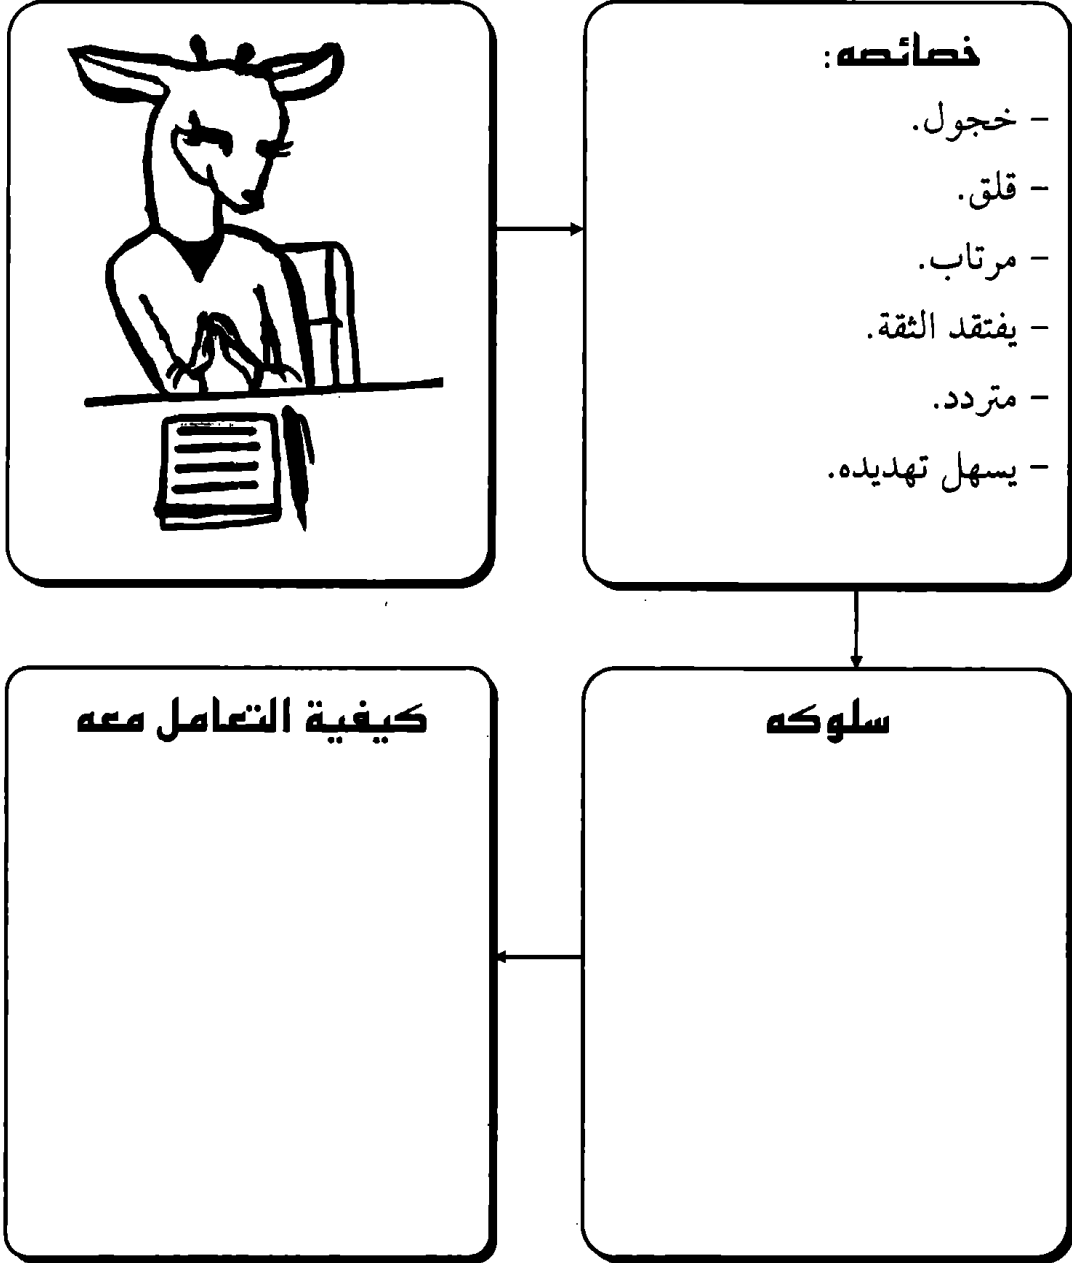 خصائصه:
- خجول.
- قلق.
- مرتاب.
- يفتقد الثقة.
- متردد.
- يسهل تهديده.
سلوكه
كيفية التعامل معه